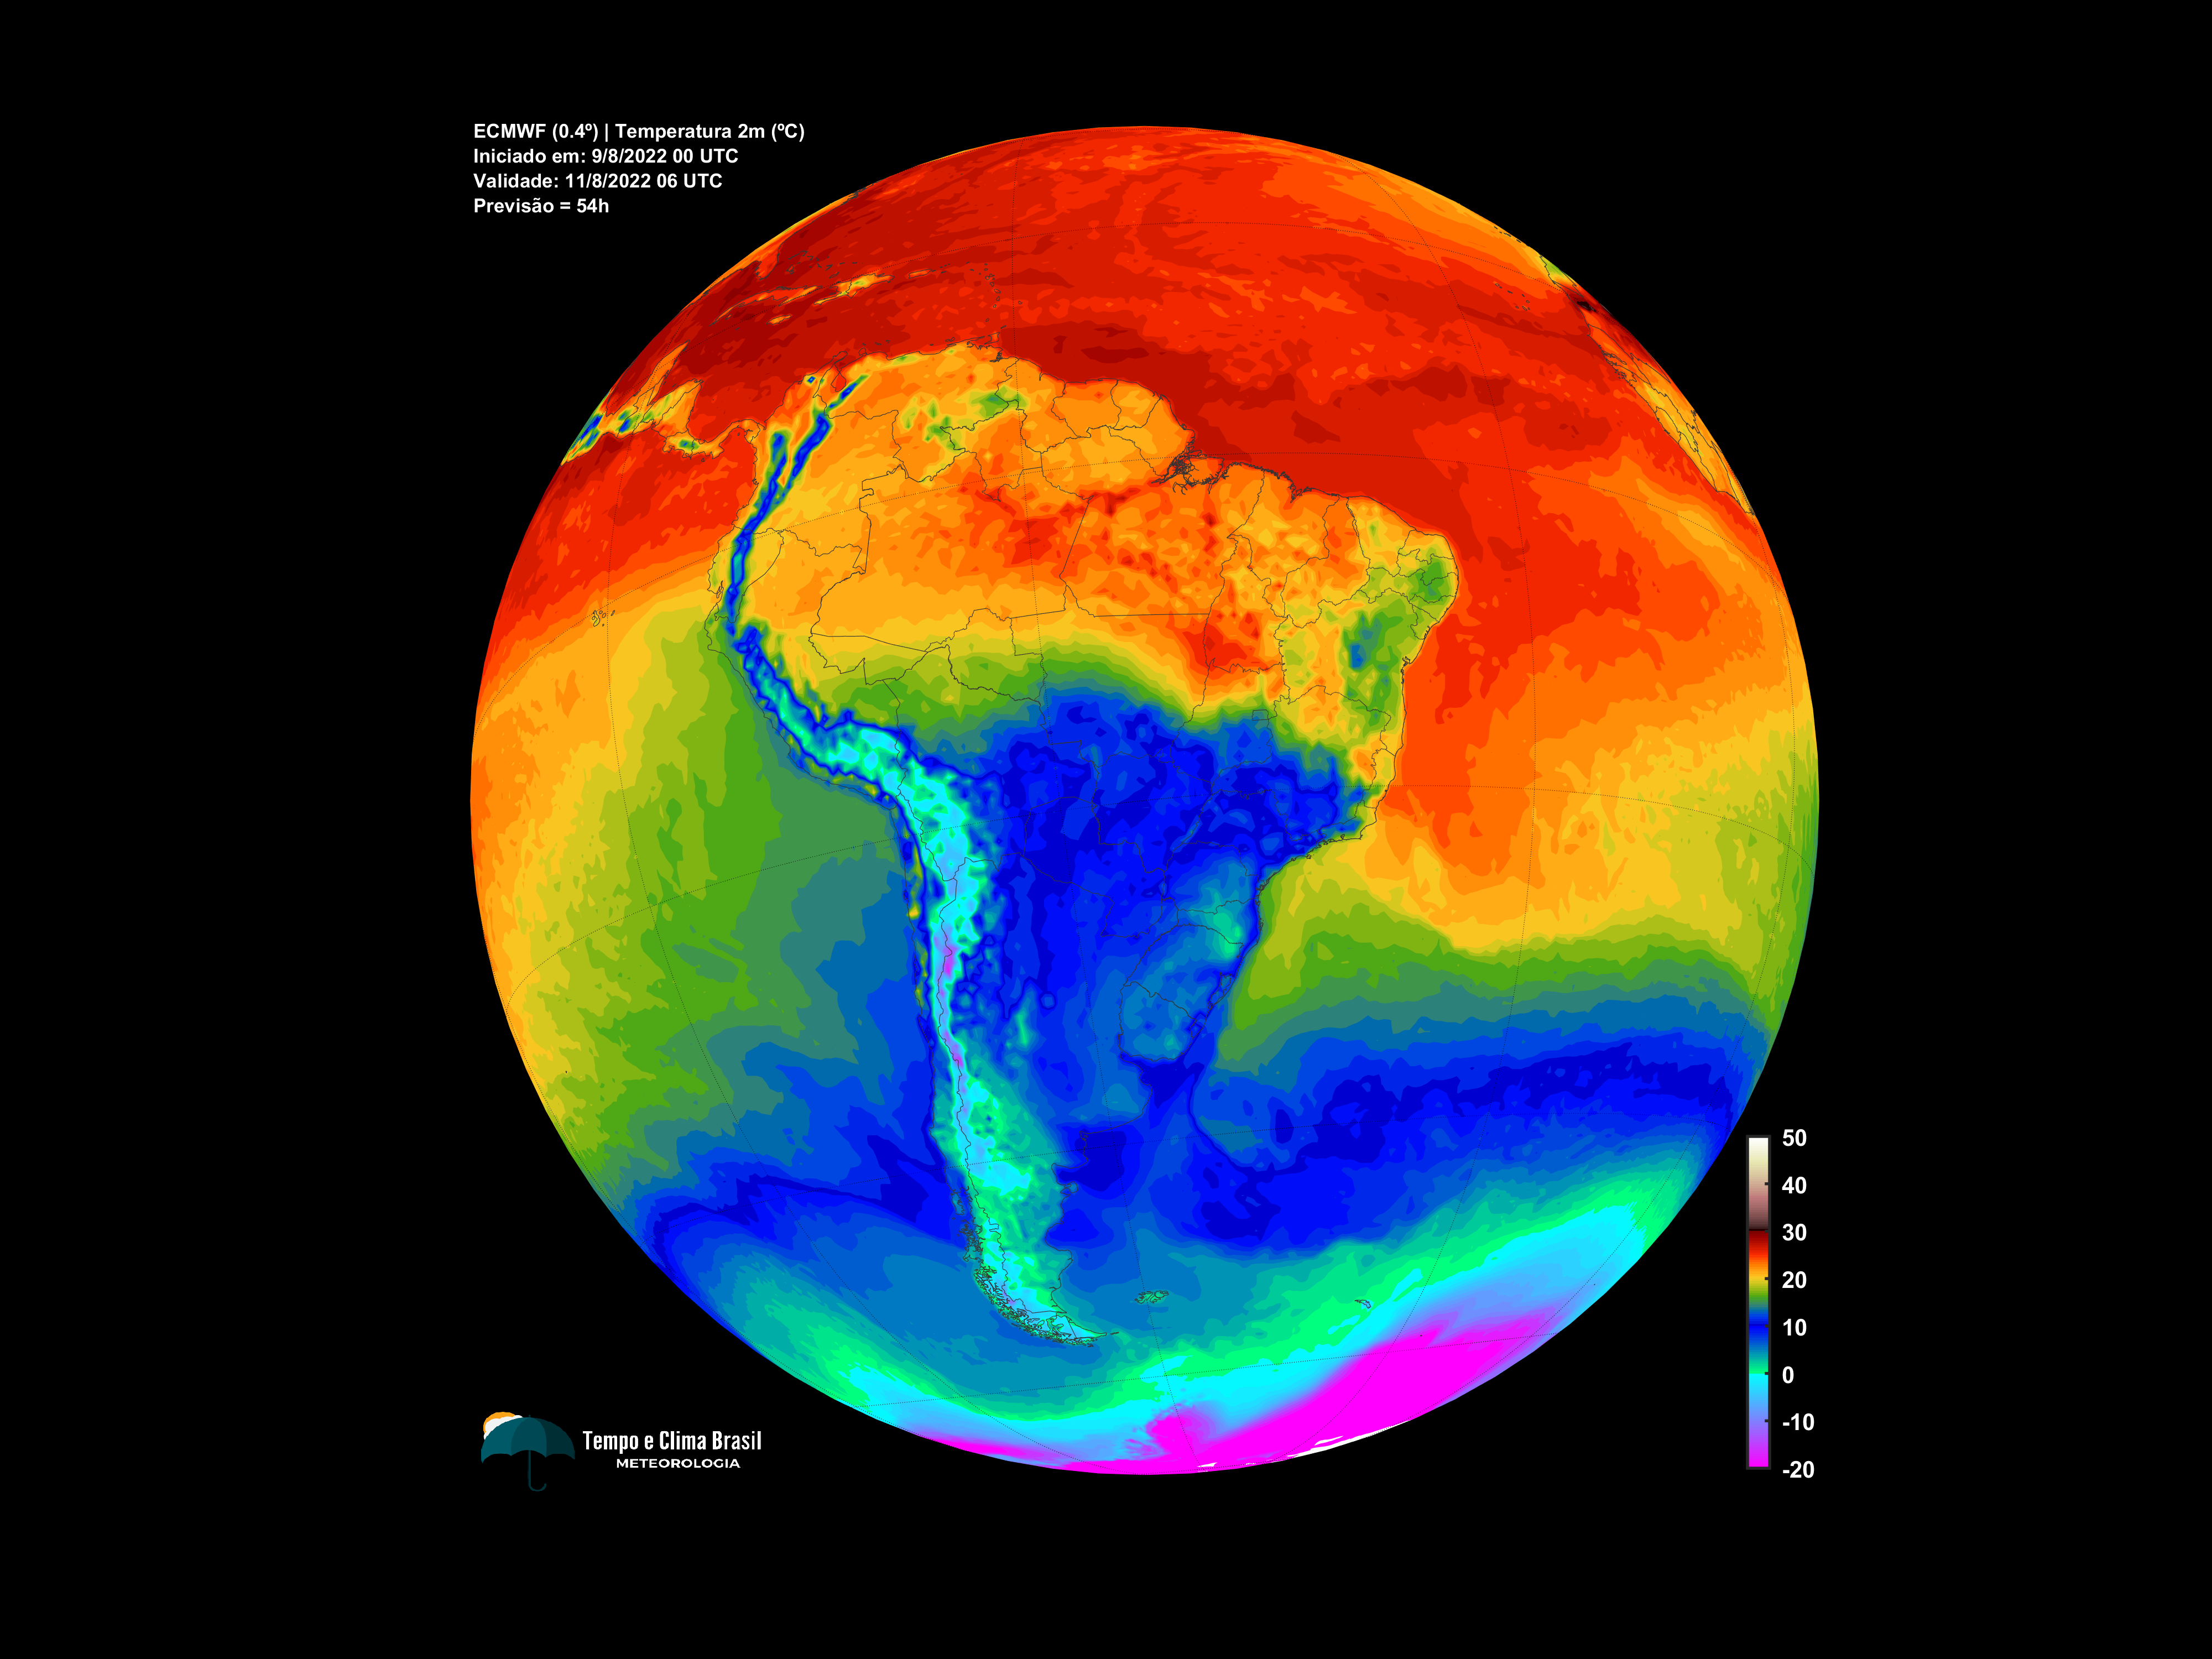 ECMWF (0.4º) | Temperatura 2m (ºC)
Iniciado em: 9/8/2022 00 UTC
Validade: 11/8/2022 06 UTC
Previsão = 54h
50
40
30
20
10
0
-10
-20
Tempo e Clima Brasil
METEOROLOGIA